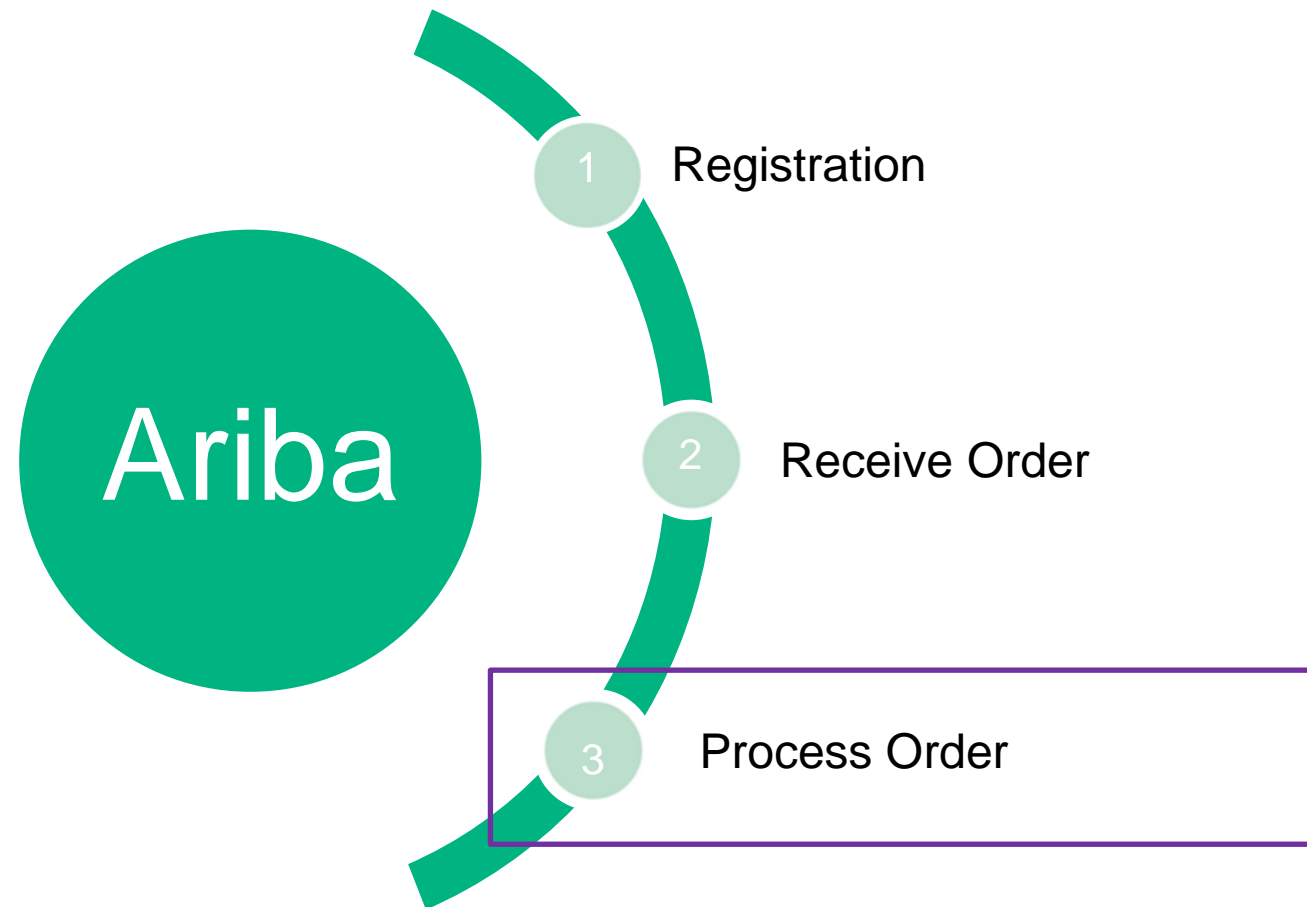 Ariba
1
Registration
2
Receive Order
3
Process Order